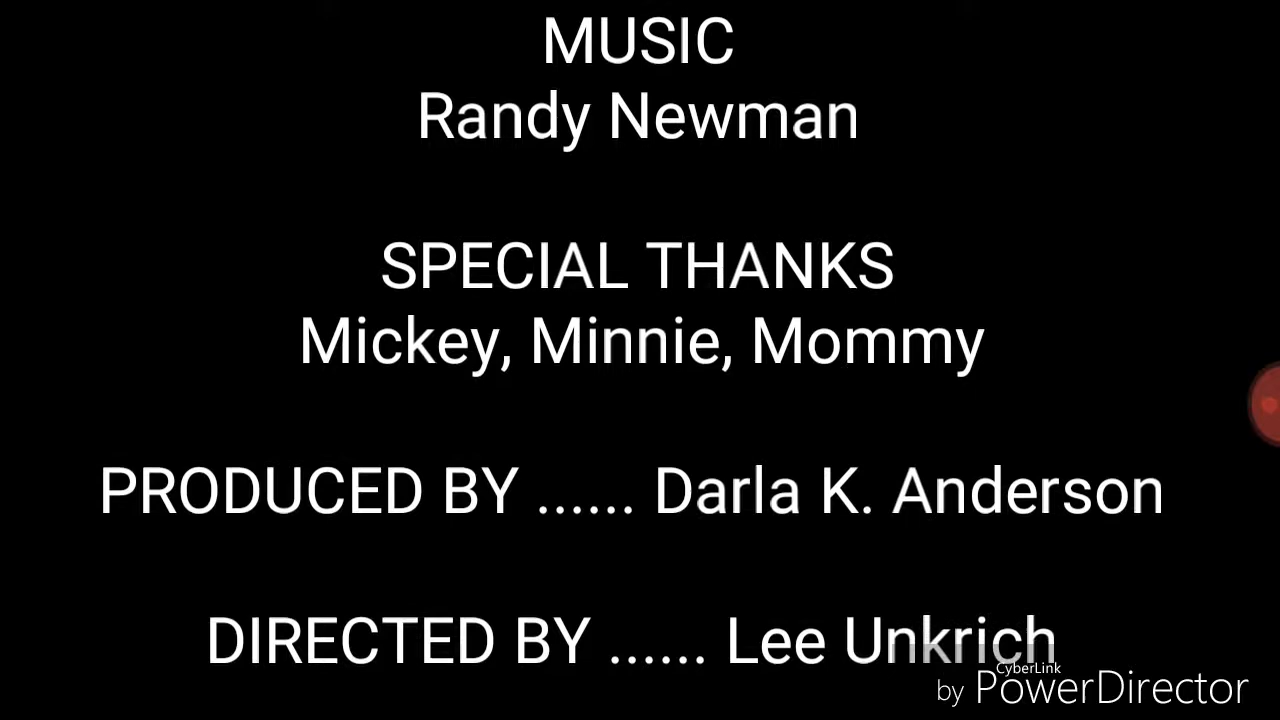 MUSIC
Randy Newman
SPECIAL THANKS
Mickey, Minnie, Mommy
PRODUCED BY ...... Darla K. Anderson
DIRECTED BY ...... Lee Unkrich
CyberLink
by PowerDirector